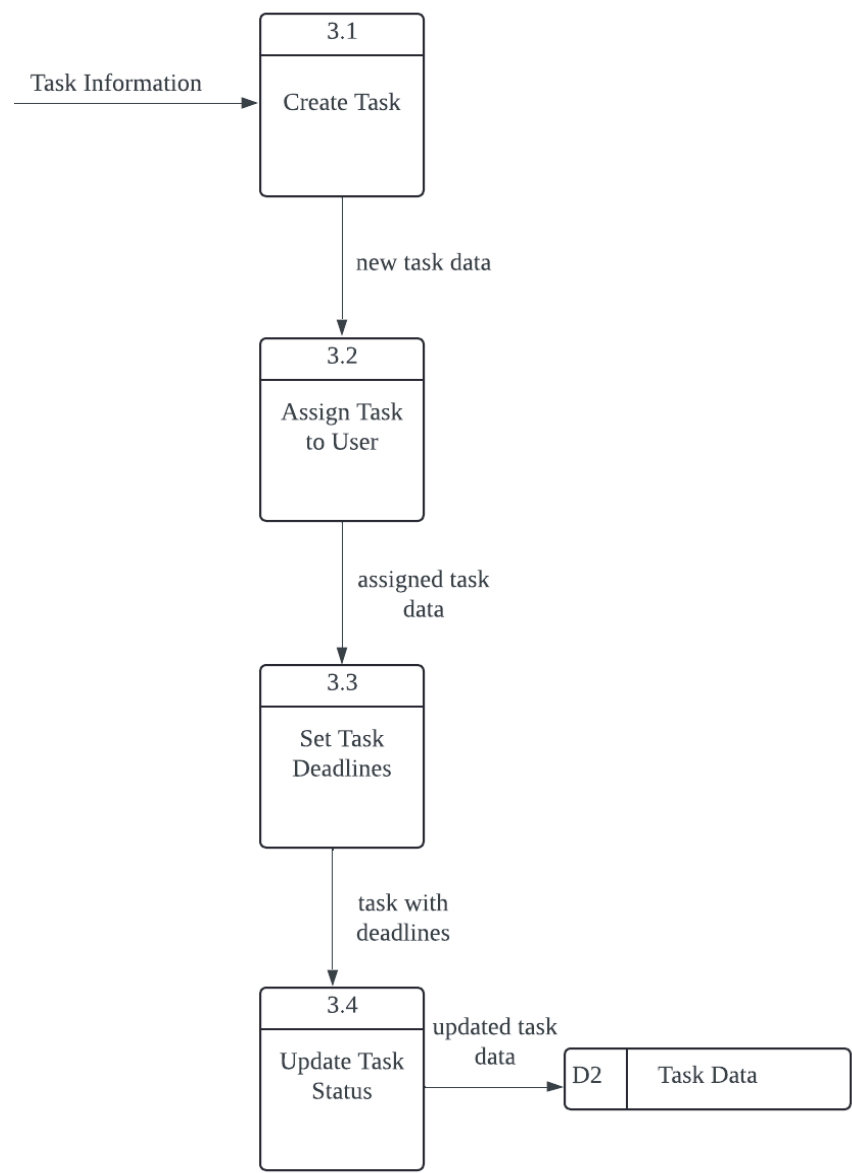 3.1
Task Information
Create Task
new task data
3.2
Assign Task
to User
assigned task
data
3.3
Set Task
Deadlines
task with
deadlines
3.4
Update Task
Status
updated task
data
D2
Task Data